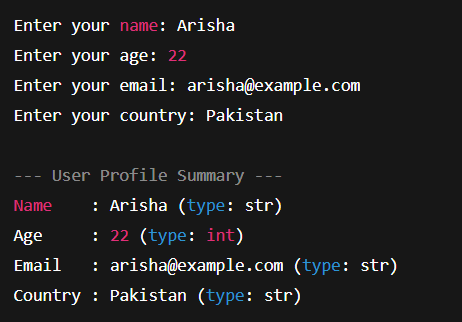 Enter your name: Arisha
Enter your age: 22
Enter your email: arisha@example.com
Enter your country: Pakistan

--- User Profile Summary ---
Name    : Arisha (type: str)
Age     : 22 (type: int)
Email   : arisha@example.com (type: str)
Country : Pakistan (type: str)